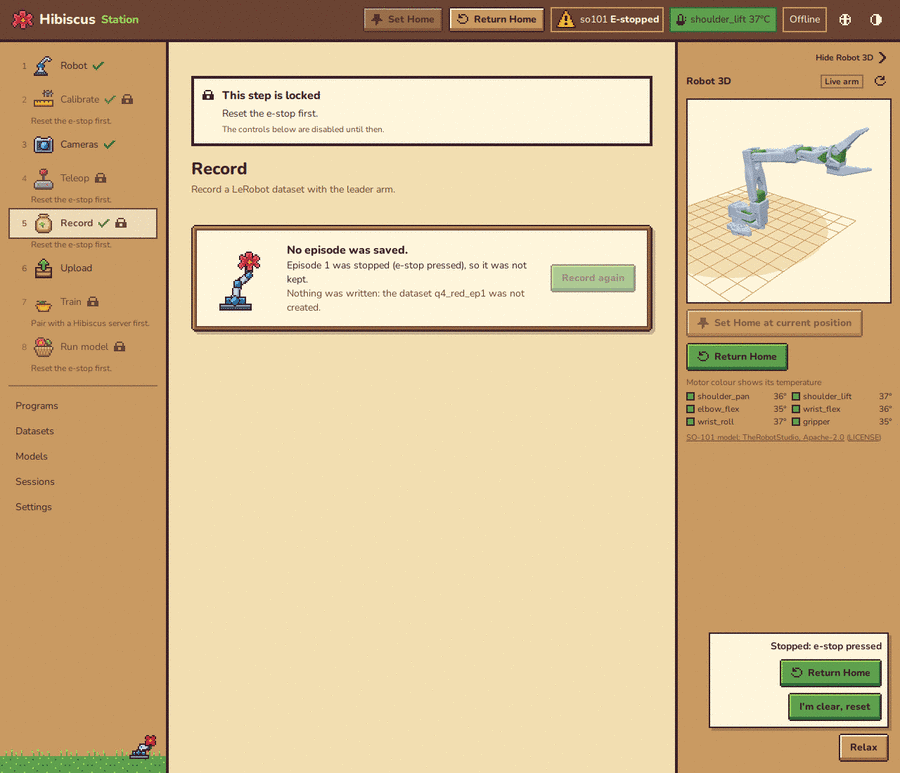 Hibiscus Station
Set Home
Return Home
so101 E-stopped
shoulder_lift 37°C
Offline
1 Robot
2 Calibrate
Reset the e-stop first.
3 Cameras
4 Teleop
Reset the e-stop first.
5 Record
Reset the e-stop first.
6 Upload
7 Train
Pair with a Hibiscus server first.
8 Run model
Reset the e-stop first.
Programs
Datasets
Models
Sessions
Settings
This step is locked
Reset the e-stop first.
The controls below are disabled until then.
Record
Record a LeRobot dataset with the leader arm.
No episode was saved.
Episode 1 was stopped (e-stop pressed), so it was not
kept.
Nothing was written: the dataset q4_red_ep1 was not
created.
Record again
Hide Robot 3D
Robot 3D
Live arm
Set Home at current position
Return Home
Motor colour shows its temperature
shoulder_pan 36° shoulder_lift 37°
elbow_flex 35° wrist_flex 36°
wrist_roll 37° gripper 35°
SO-101 model: TheRobotStudio, Apache-2.0 (LICENSE)
Stopped: e-stop pressed
Return Home
I'm clear, reset
Relax